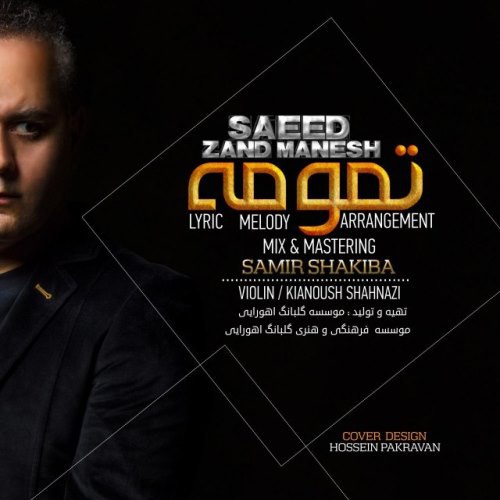 SAEED
ZAND MANESH
تمومه
LYRIC MELODY ARRANGEMENT
MIX & MASTERING
SAMIR SHAKIBA
VIOLIN / KIANOUSH SHAHNAZI
تهیه و تولید : موسسه گلبانگ اهورایی
موسسه فرهنگی و هنری گلبانگ اهورایی
COVER DESIGN
HOSSEIN PAKRAVAN